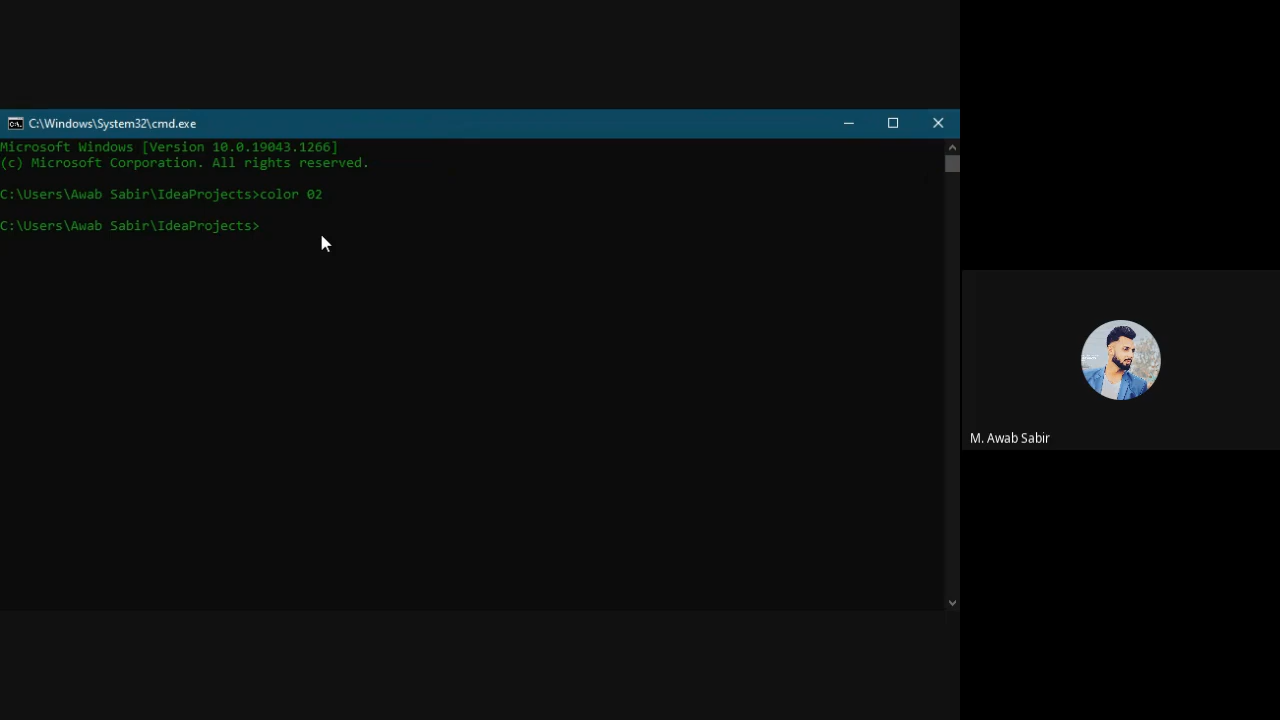 C:\Windows\System32\cmd.exe
Microsoft Windows [Version 10.0.19043.1266]
(c) Microsoft Corporation. All rights reserved.
C:\Users\Awab Sabir\IdeaProjects>color 02
C:\Users\Awab Sabir\IdeaProjects>
M. Awab Sabir